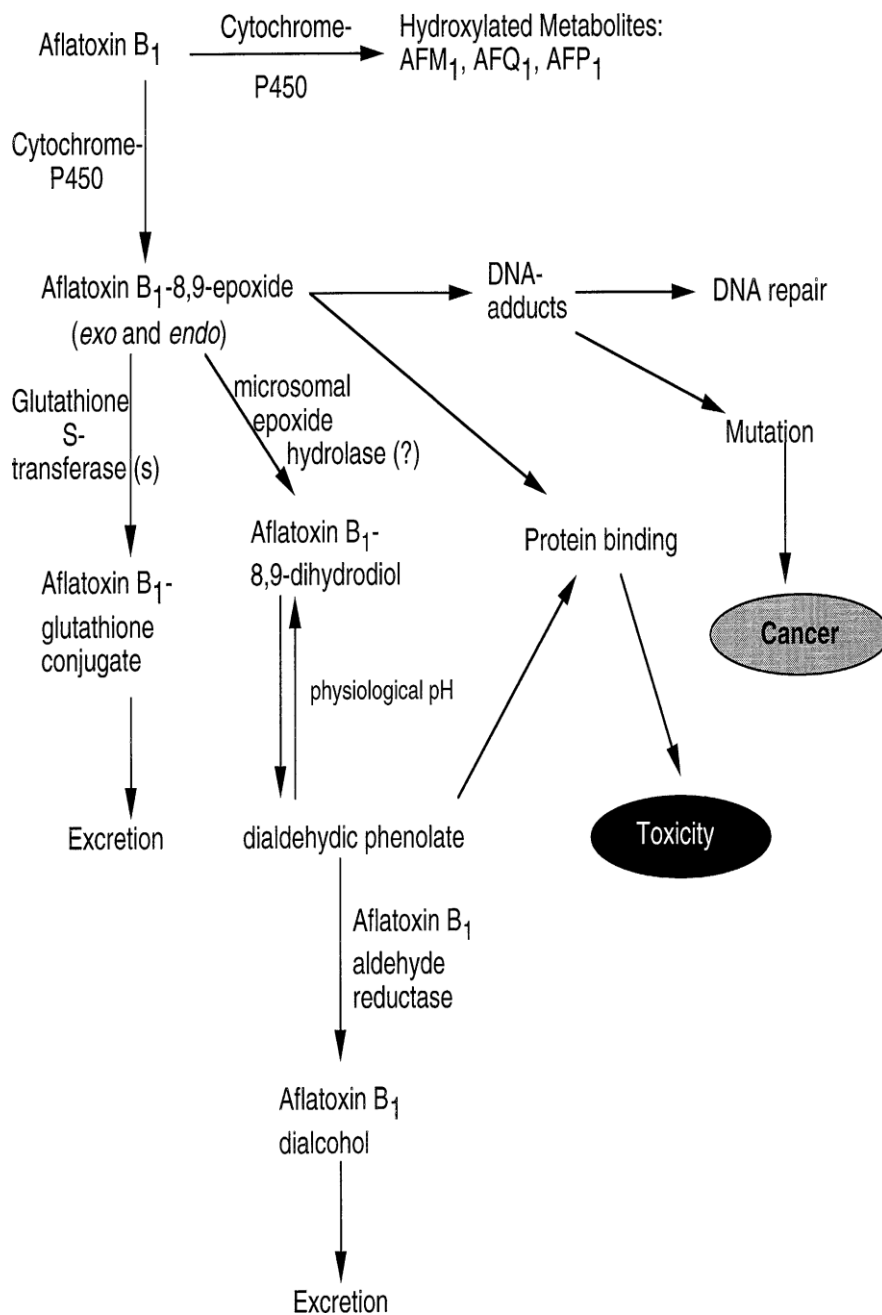 Aflatoxin B1
Cytochrome-
P450
Hydroxylated Metabolites:
AFM1, AFQ1, AFP1
Cytochrome-
P450
Aflatoxin B1-8,9-epoxide
(exo and endo)
DNA-
adducts
DNA repair
Mutation
Cancer
Glutathione
S-
transferase (s)
microsomal
epoxide
hydrolase (?)
Aflatoxin B1-
8,9-dihydrodiol
Protein binding
Aflatoxin B1-
glutathione
conjugate
physiological pH
Excretion
dialdehydic phenolate
Toxicity
Aflatoxin B1
aldehyde
reductase
Aflatoxin B1
dialcohol
Excretion